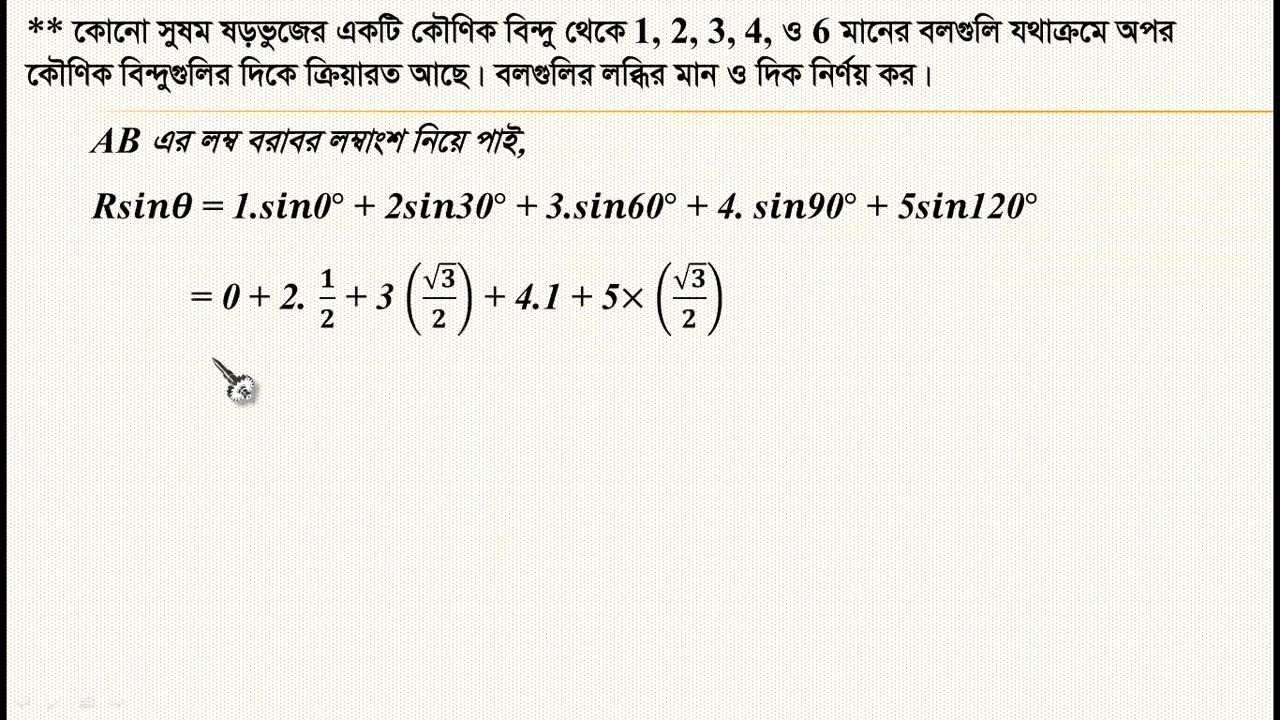 ** কোনো সুষম ষড়ভুজের একটি কৌণিক বিন্দু থেকে 1, 2, 3, 4, ও 6 মানের বলগুলি যথাক্রমে অপর
কৌণিক বিন্দুগুলির দিকে ক্রিয়ারত আছে। বলগুলির লব্ধির মান ও দিক নির্ণয় কর।
AB এর লম্ব বরাবর লম্বাংশ নিয়ে পাই,
Rsinθ = 1.sin0° + 2sin30° + 3.sin60° + 4. sin90° + 5sin120°
= 0 + 2. 1/2 + 3 (√3/2) + 4.1 + 5× (√3/2)